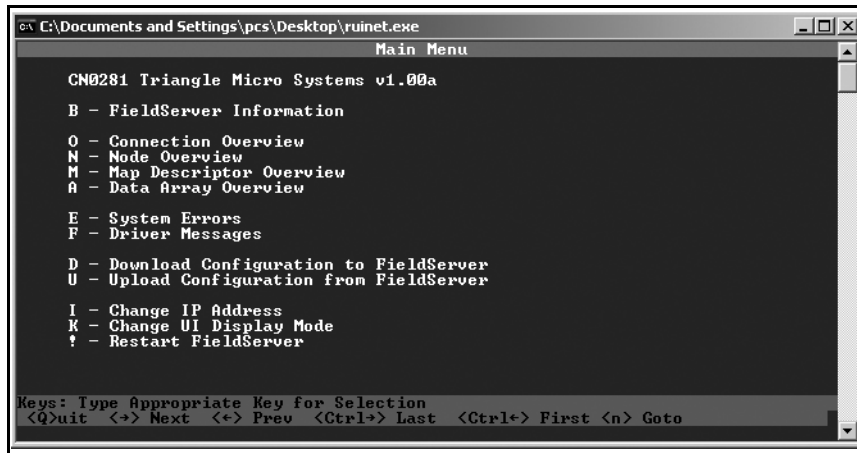 C:\Documents and Settings\pcs\Desktop\ruinet.exe
Main Menu
CN0281 Triangle Micro Systems v1.00a
B - FieldServer Information
O - Connection Overview
N - Node Overview
M - Map Descriptor Overview
A - Data Array Overview
E - System Errors
F - Driver Messages
D - Download Configuration to FieldServer
U - Upload Configuration from FieldServer
I - Change IP Address
K - Change UI Display Mode
! - Restart FieldServer
Keys: Type Appropriate Key for Selection
<Q>uit <→> Next <←> Prev <Ctrl→> Last <Ctrl←> First <n> Goto